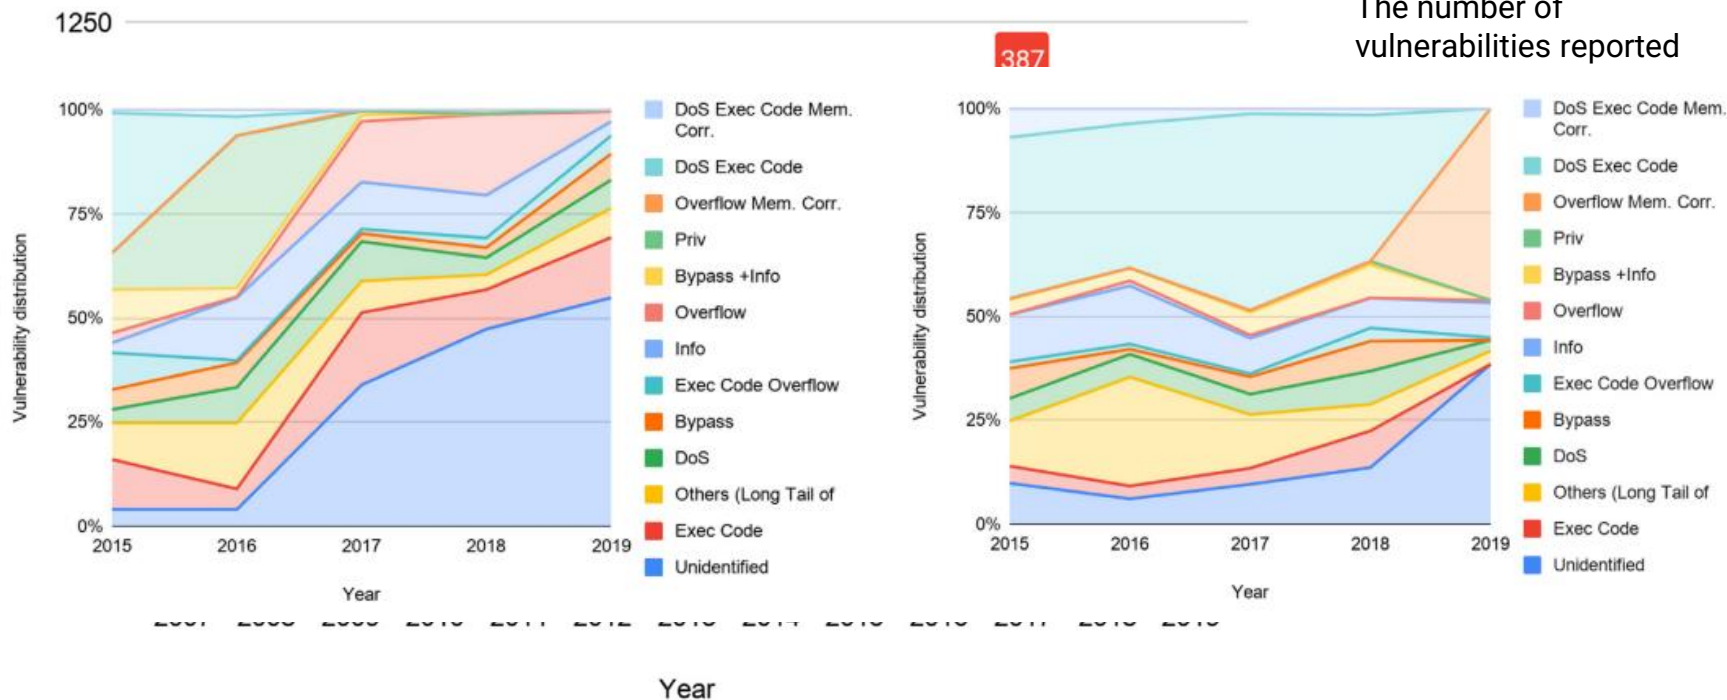 1250
387
The number of
vulnerabilities reported
Vulnerability distribution
100%
75%
50%
25%
0%
2015 2016 2017 2018 2019
Year
DoS Exec Code Mem.
Corr.
DoS Exec Code
Overflow Mem. Corr.
Priv
Bypass +Info
Overflow
Info
Exec Code Overflow
Bypass
DoS
Others (Long Tail of
Exec Code
Unidentified
Vulnerability distribution
100%
75%
50%
25%
0%
2015 2016 2017 2018 2019
Year
DoS Exec Code Mem.
Corr.
DoS Exec Code
Overflow Mem. Corr.
Priv
Bypass +Info
Overflow
Info
Exec Code Overflow
Bypass
DoS
Others (Long Tail of
Exec Code
Unidentified
Year